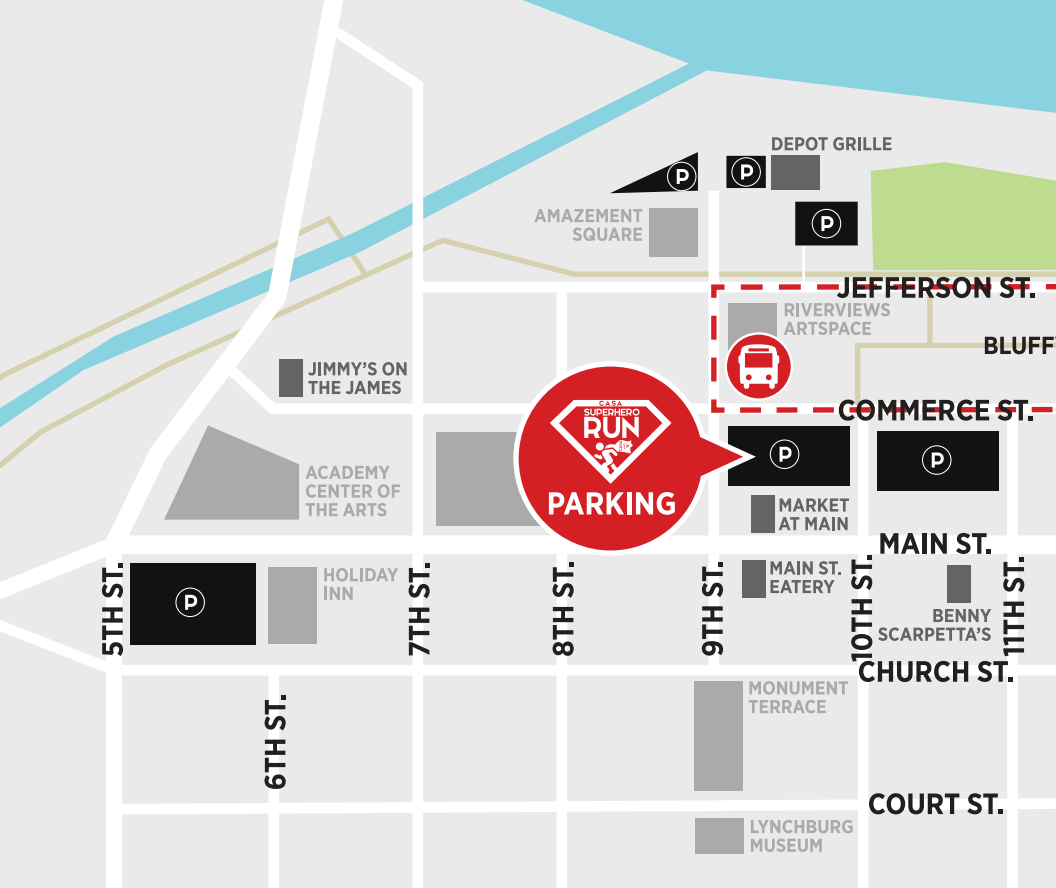 DEPOT GRILLE
P
P
P
AMAZEMENT
SQUARE
JEFFERSON ST.
RIVERVIEWS
ARTSPACE
BLUFF
JIMMY'S ON
THE JAMES
COMMERCE ST.
CASA
SUPERHERO
RUN
PARKING
P
P
ACADEMY
CENTER OF
THE ARTS
MARKET
AT MAIN
MAIN ST.
5TH ST.
P
HOLIDAY
INN
7TH ST.
8TH ST.
9TH ST.
MAIN ST.
EATERY
10TH ST.
BENNY
SCARPETTA'S
11TH ST.
CHURCH ST.
6TH ST.
MONUMENT
TERRACE
COURT ST.
LYNCHBURG
MUSEUM